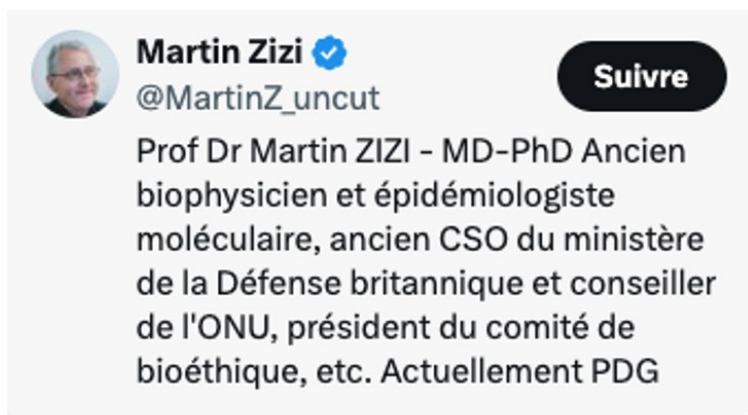 Martin Zizi
@MartinZ_uncut
Suivre
Prof Dr Martin ZIZI - MD-PhD Ancien
biophysicien et épidémiologiste
moléculaire, ancien CSO du ministère
de la Défense britannique et conseiller
de l'ONU, président du comité de
bioéthique, etc. Actuellement PDG